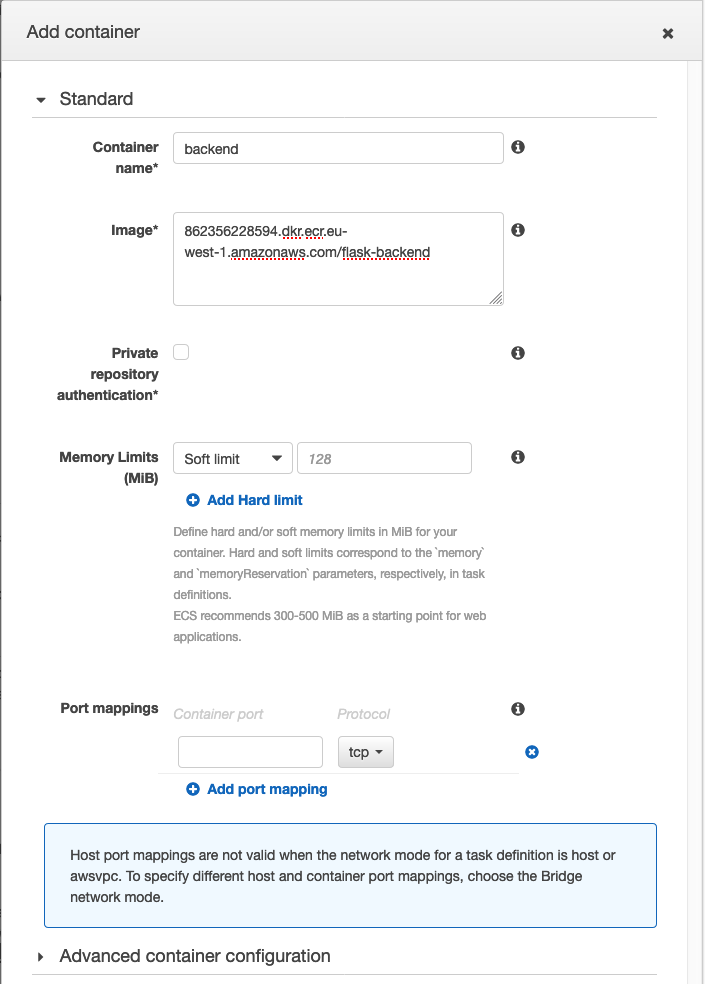 Add container
Standard
Container
name*
backend
Image*
862356228594.dkr.ecr.eu-
west-1.amazonaws.com/flask-backend
Private
repository
authentication*
Memory Limits
(MiB)
Soft limit
128
Add Hard limit
Define hard and/or soft memory limits in MiB for your
container. Hard and soft limits correspond to the `memory`
and `memoryReservation` parameters, respectively, in task
definitions.
ECS recommends 300-500 MiB as a starting point for web
applications.
Port mappings
Container port
Protocol
tcp
Add port mapping
Host port mappings are not valid when the network mode for a task definition is host or
awsvpc. To specify different host and container port mappings, choose the Bridge
network mode.
Advanced container configuration